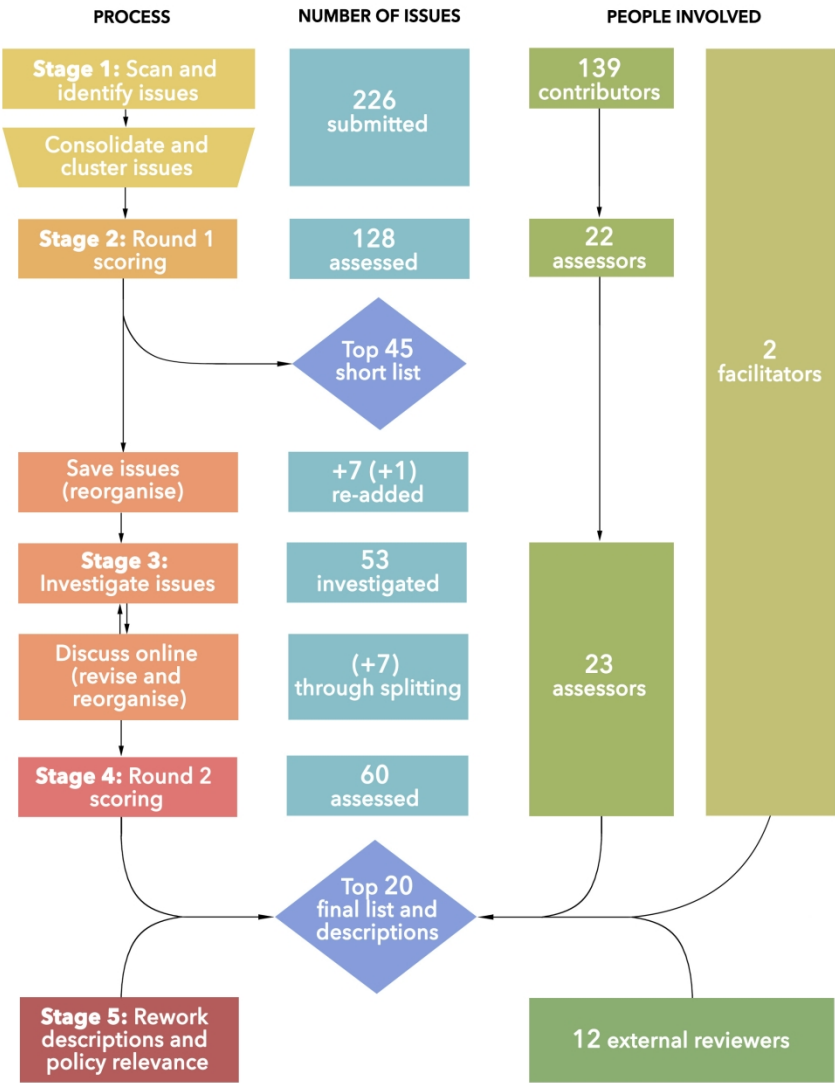 PROCESS
NUMBER OF ISSUES
PEOPLE INVOLVED
Stage 1: Scan and
identify issues
226
submitted
139
contributors
Consolidate and
cluster issues
Stage 2: Round 1
scoring
128
assessed
22
assessors
Top 45
short list
2
facilitators
Save issues
(reorganise)
+7 (+1)
re-added
Stage 3:
Investigate issues
53
investigated
Discuss online
(revise and
reorganise)
(+7)
through splitting
23
assessors
Stage 4: Round 2
scoring
60
assessed
Top 20
final list and
descriptions
Stage 5: Rework
descriptions and
policy relevance
12 external reviewers